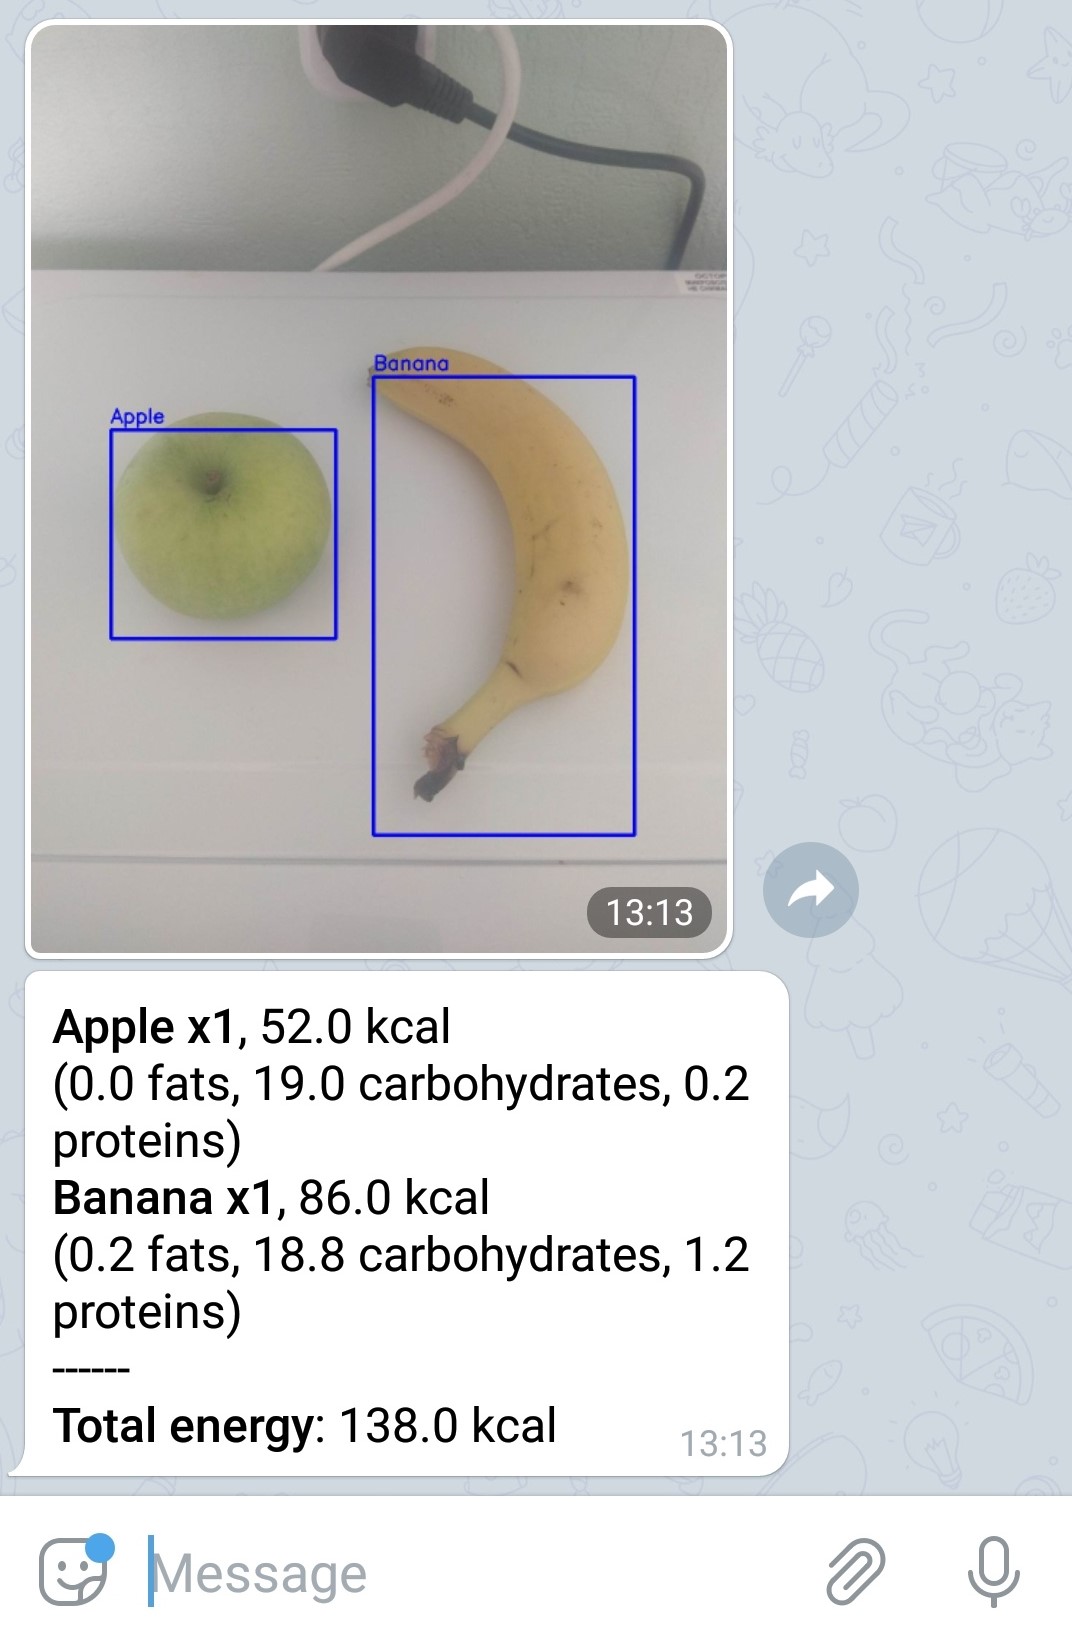 Banana
Apple
13:13
Apple x1, 52.0 kcal
(0.0 fats, 19.0 carbohydrates, 0.2
proteins)
Banana x1, 86.0 kcal
(0.2 fats, 18.8 carbohydrates, 1.2
proteins)
------
Total energy: 138.0 kcal
13:13
Message